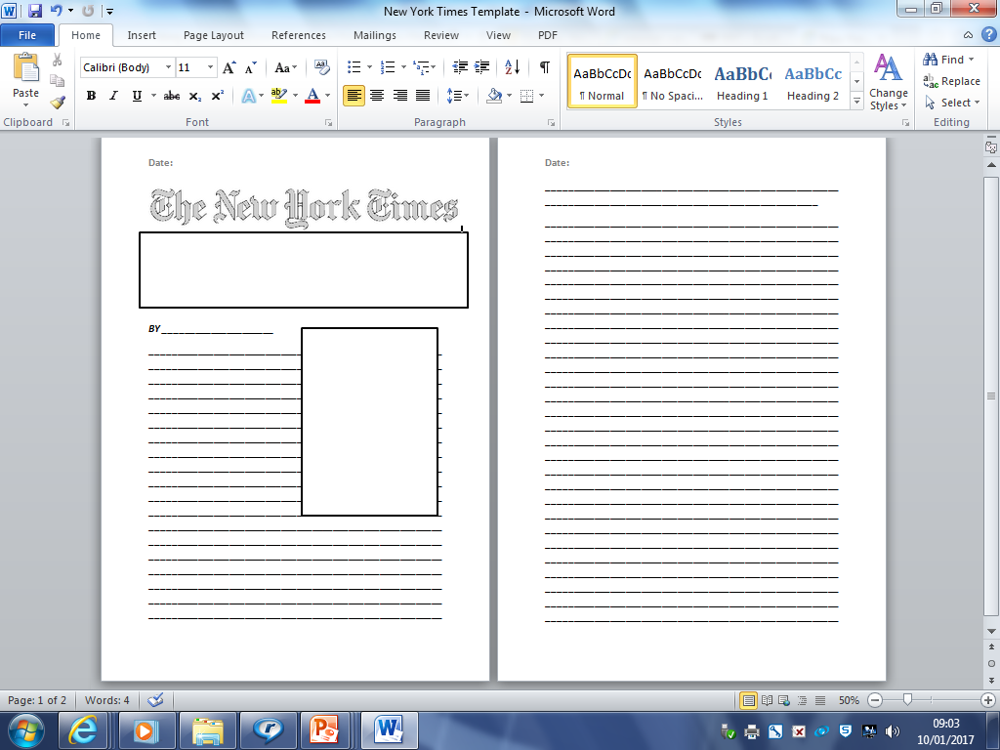 New York Times Template - Microsoft Word
File Home Insert Page Layout References Mailings Review View PDF
Paste
Clipboard
Calibri (Body) 11
Font
Paragraph
AaBbCcDc AaBbCcDc AaBbC AaBbCc
¶ Normal ¶ No Spaci... Heading 1 Heading 2
Styles
Change
Styles
Find
Replace
Select
Editing
Date:
The New York Times
BY____________________
Date:
Page: 1 of 2 Words: 4
50%
09:03
10/01/2017